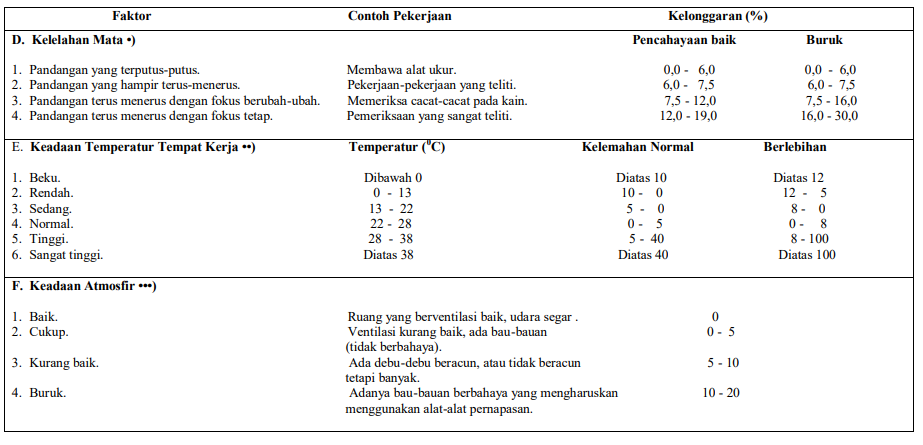 Faktor Contoh Pekerjaan Kelonggaran (%)
D. Kelelahan Mata •) Pencahayaan baik Buruk
1. Pandangan yang terputus-putus. Membawa alat ukur. 0,0 - 6,0 0,0 - 6,0
2. Pandangan yang hampir terus-menerus. Pekerjaan-pekerjaan yang teliti. 6,0 - 7,5 6,0 - 7,5
3. Pandangan terus menerus dengan fokus berubah-ubah. Memeriksa cacat-cacat pada kain. 7,5 - 12,0 7,5 - 16,0
4. Pandangan terus menerus dengan fokus tetap. Pemeriksaan yang sangat teliti. 12,0 - 19,0 16,0 - 30,0
E. Keadaan Temperatur Tempat Kerja ••) Temperatur (⁰C) Kelemahan Normal Berlebihan
1. Beku. Dibawah 0 Diatas 10 Diatas 12
2. Rendah. 0 - 13 10 - 0 12 - 5
3. Sedang. 13 - 22 5 - 0 8 - 0
4. Normal. 22 - 28 0 - 5 0 - 8
5. Tinggi. 28 - 38 5 - 40 8 - 100
6. Sangat tinggi. Diatas 38 Diatas 40 Diatas 100
F. Keadaan Atmosfir •••)
1. Baik. Ruang yang berventilasi baik, udara segar . 0
2. Cukup. Ventilasi kurang baik, ada bau-bauan 0 - 5
(tidak berbahaya).
3. Kurang baik. Ada debu-debu beracun, atau tidak beracun 5 - 10
tetapi banyak.
4. Buruk. Adanya bau-bauan berbahaya yang mengharuskan 10 - 20
menggunakan alat-alat pernapasan.